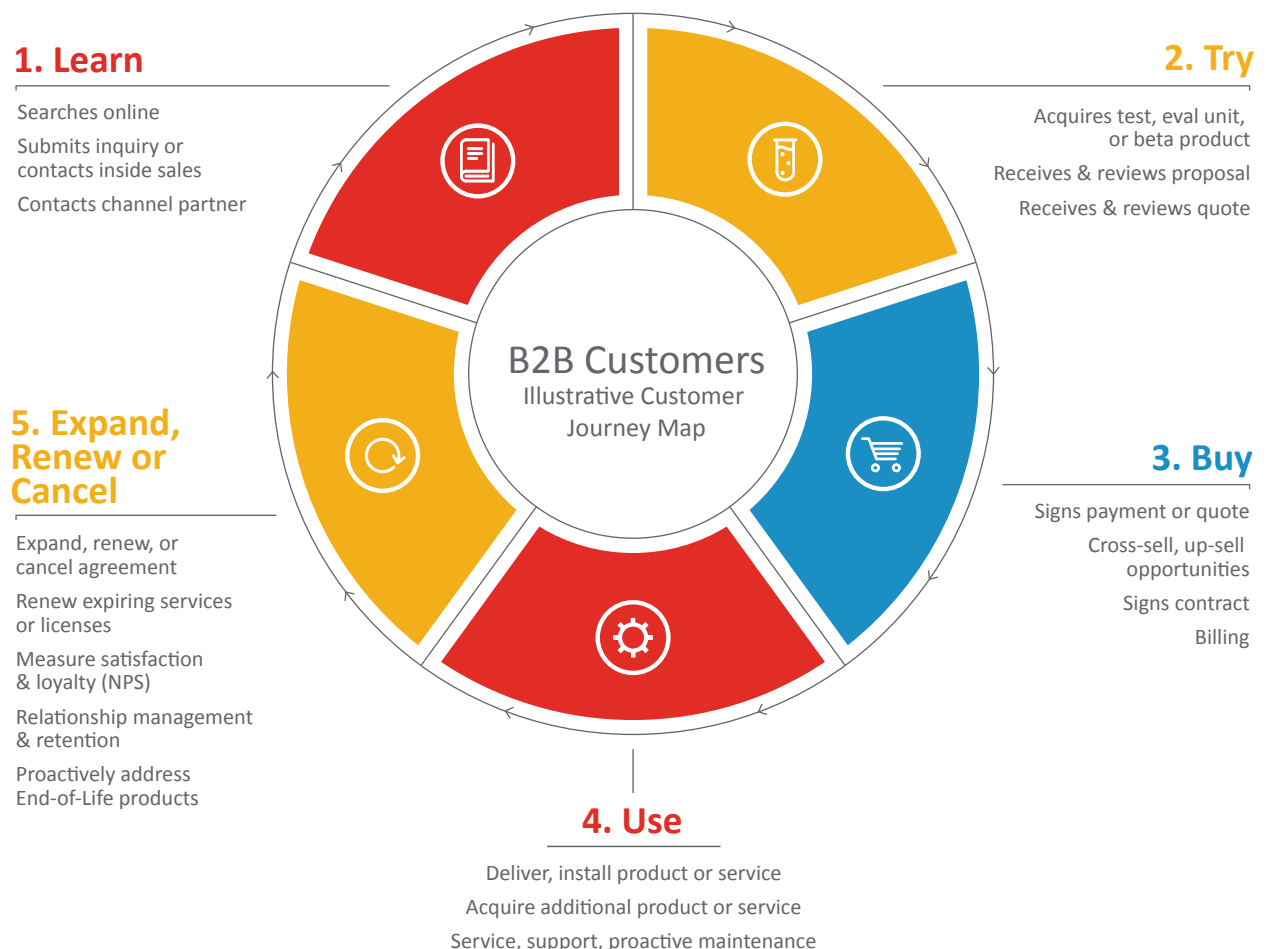 1. Learn
Searches online
Submits inquiry or
contacts inside sales
Contacts channel partner
2. Try
Acquires test, eval unit,
or beta product
Receives & reviews proposal
Receives & reviews quote
B2B Customers
Illustrative Customer
Journey Map
3. Buy
Signs payment or quote
Cross-sell, up-sell
opportunities
Signs contract
Billing
4. Use
Deliver, install product or service
Acquire additional product or service
Service, support, proactive maintenance
5. Expand,
Renew or
Cancel
Expand, renew, or
cancel agreement
Renew expiring services
or licenses
Measure satisfaction
& loyalty (NPS)
Relationship management
& retention
Proactively address
End-of-Life products